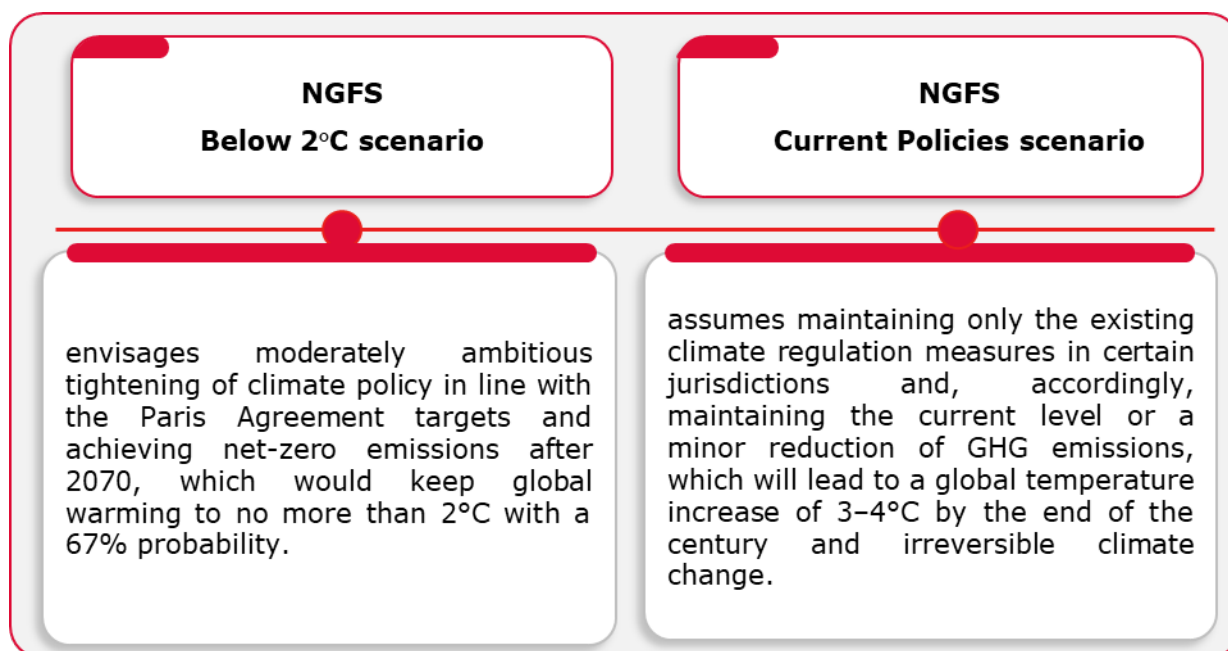 NGFS
Below 2°C scenario
envisages moderately ambitious
tightening of climate policy in line with
the Paris Agreement targets and
achieving net-zero emissions after
2070, which would keep global
warming to no more than 2°C with a
67% probability.
NGFS
Current Policies scenario
assumes maintaining only the existing
climate regulation measures in certain
jurisdictions and, accordingly,
maintaining the current level or a
minor reduction of GHG emissions,
which will lead to a global temperature
increase of 3–4°C by the end of the
century and irreversible climate
change.